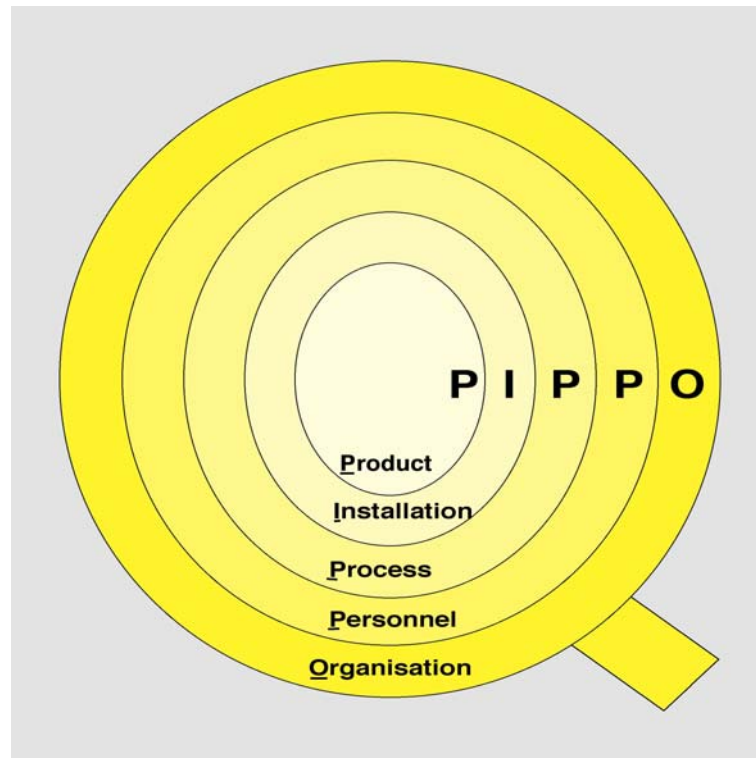 P I P P O
Product
Installation
Process
Personnel
Organisation